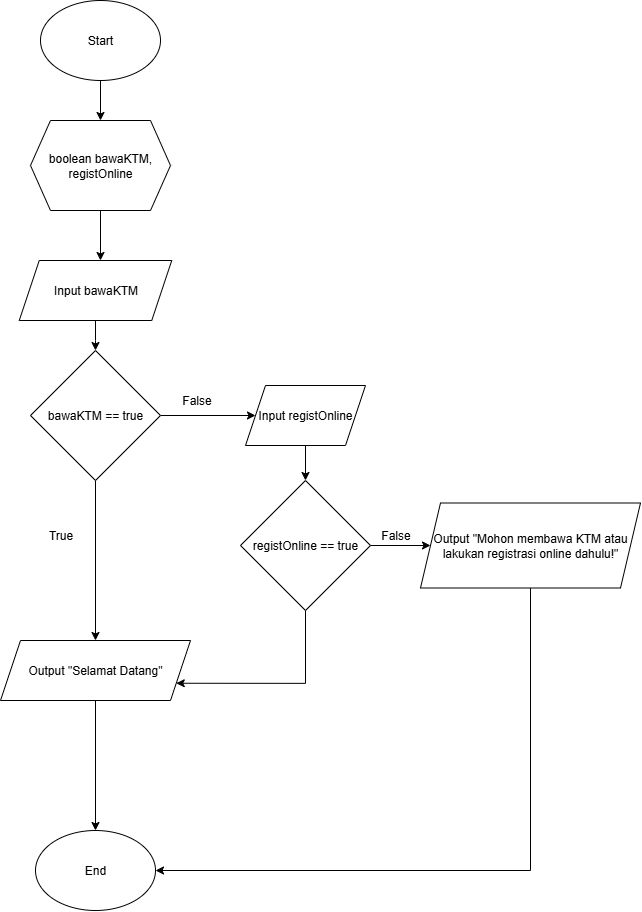 Start
boolean bawaKTM,
registOnline
Input bawaKTM
bawaKTM == true
False
Input registOnline
True
registOnline == true
False
Output "Mohon membawa KTM atau
lakukan registrasi online dahulu!"
Output "Selamat Datang"
End